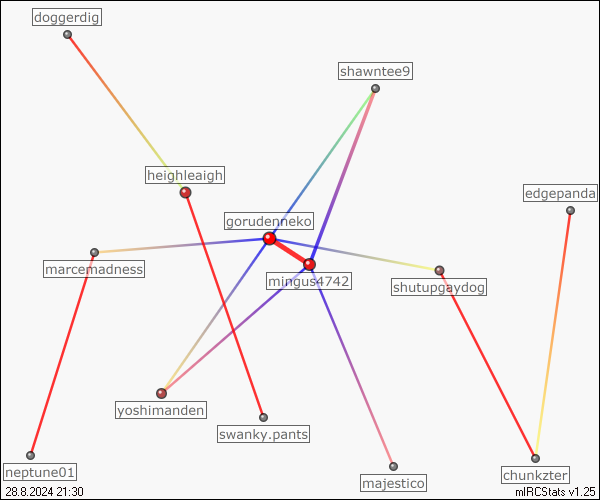 doggerdig
shawntee9
heighleaigh
edgepanda
gorudenneko
marcemadness
mingus4742
shutupgaydog
yoshimanden
swanky.pants
neptune01
majestico
chunkzter
28.8.2024 21:30
mIRCStats v1.25